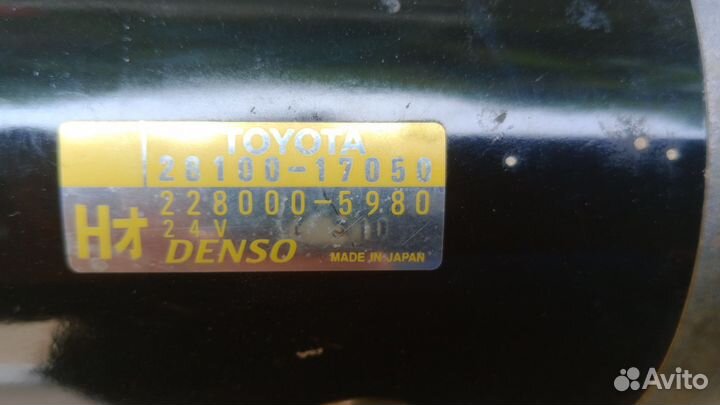 TOYOTA
28100-17050
228000-5980
Hオ
24V
DENSO
MADE IN JAPAN
Avito